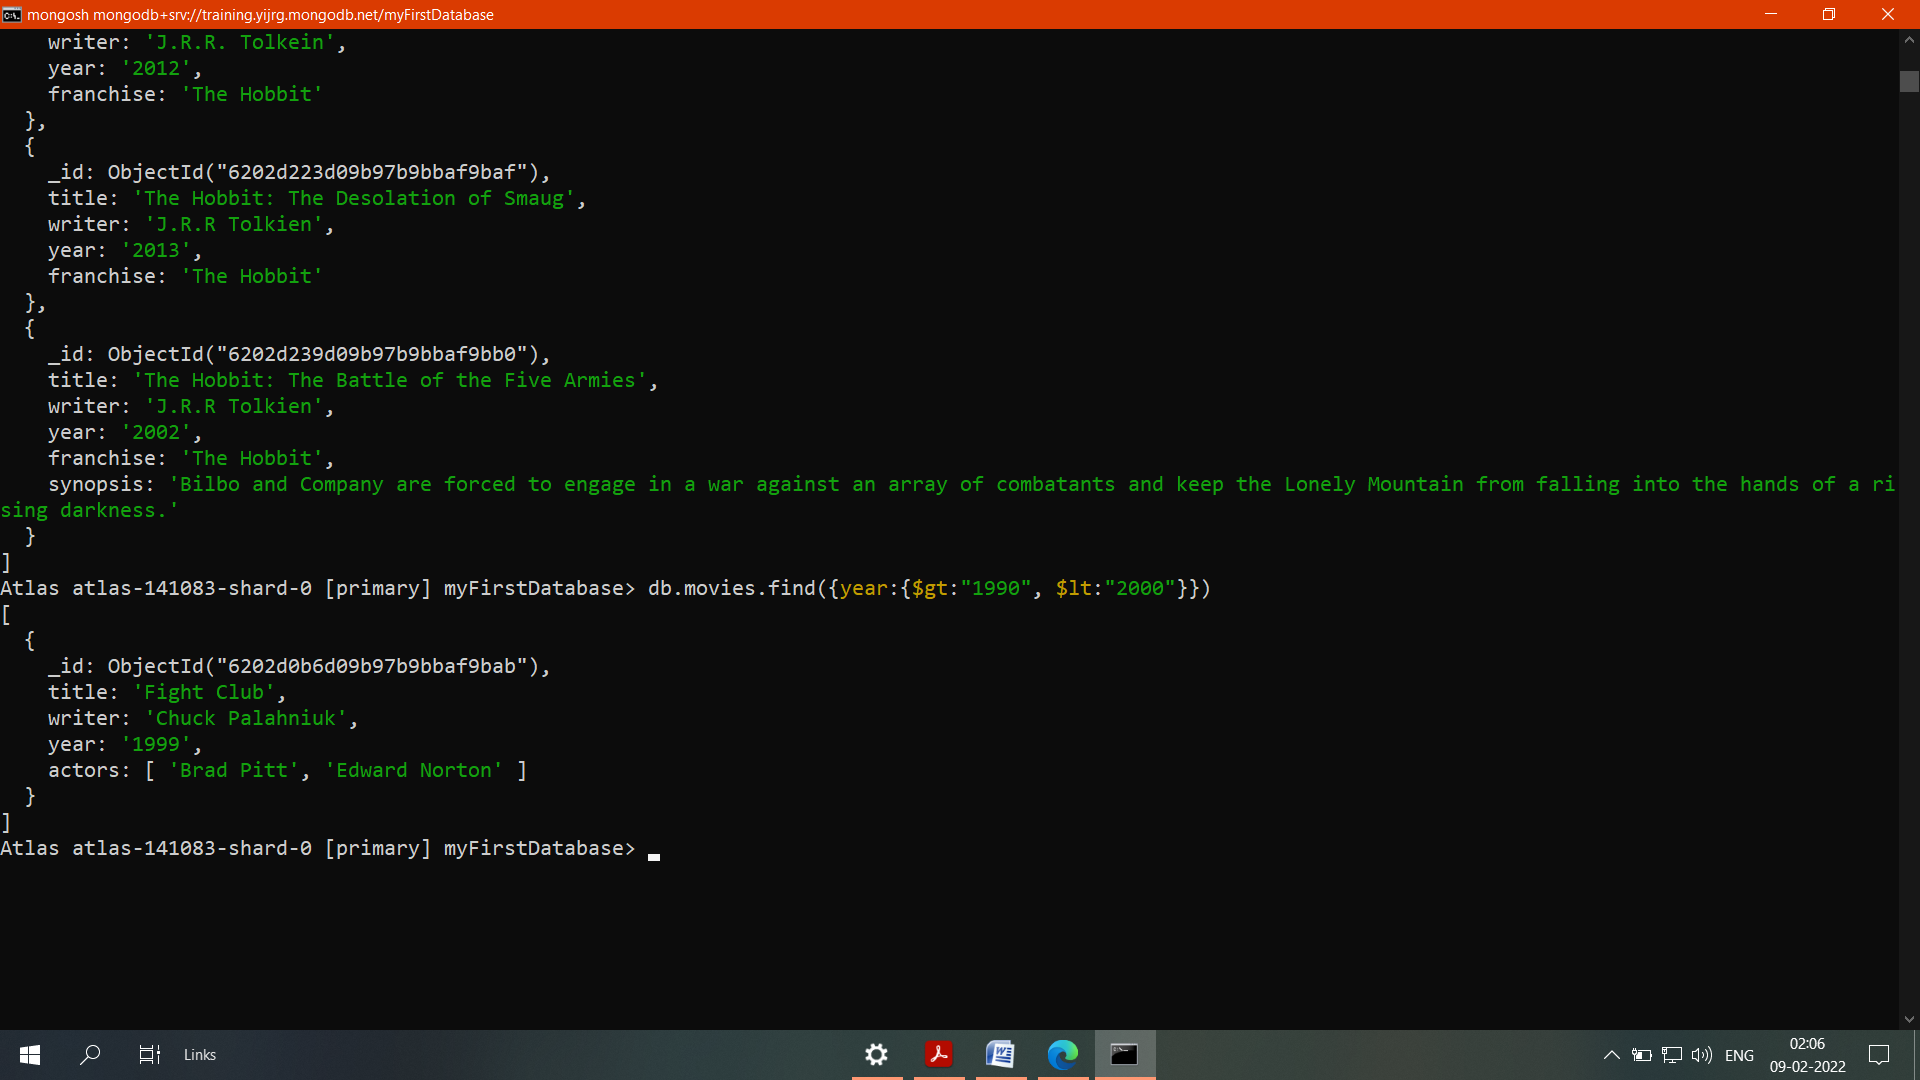 mongosh mongodb+srv://training.yijrg.mongodb.net/myFirstDatabase
writer: 'J.R.R. Tolkein',
year: '2012',
franchise: 'The Hobbit'
},
{
_id: ObjectId("6202d223d09b97b9bbaf9baf"),
title: 'The Hobbit: The Desolation of Smaug',
writer: 'J.R.R Tolkien',
year: '2013',
franchise: 'The Hobbit'
},
{
_id: ObjectId("6202d239d09b97b9bbaf9bb0"),
title: 'The Hobbit: The Battle of the Five Armies',
writer: 'J.R.R Tolkien',
year: '2002',
franchise: 'The Hobbit',
synopsis: 'Bilbo and Company are forced to engage in a war against an array of combatants and keep the Lonely Mountain from falling into the hands of a ri
sing darkness.'
}
]
Atlas atlas-141083-shard-0 [primary] myFirstDatabase> db.movies.find({year:{$gt:"1990", $lt:"2000"}})
[
{
_id: ObjectId("6202d0b6d09b97b9bbaf9bab"),
title: 'Fight Club',
writer: 'Chuck Palahniuk',
year: '1999',
actors: [ 'Brad Pitt', 'Edward Norton' ]
}
]
Atlas atlas-141083-shard-0 [primary] myFirstDatabase>
Links
ENG
02:06
09-02-2022